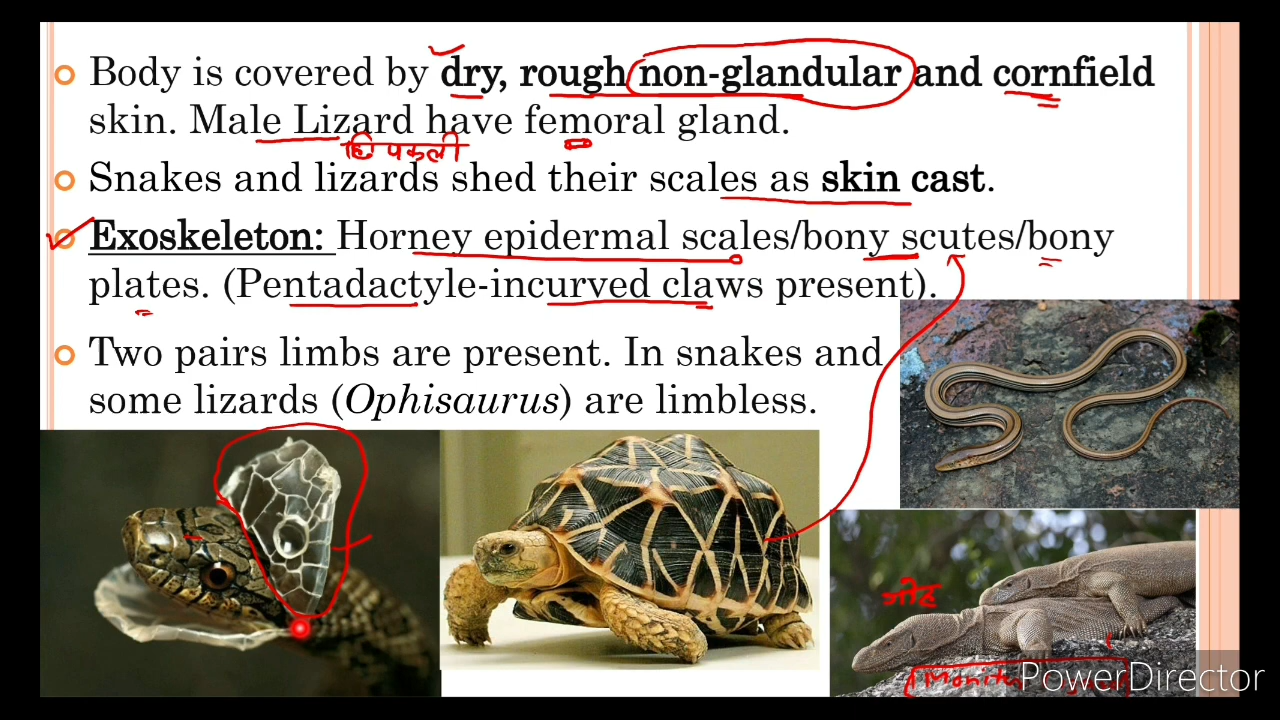 Body is covered by dry, rough non-glandular and cornfield
skin. Male Lizard have femoral gland.
छिपकली
Snakes and lizards shed their scales as skin cast.
Exoskeleton: Horney epidermal scales/bony scutes/bony
plates. (Pentadactyle-incurved claws present).
Two pairs limbs are present. In snakes and
some lizards (Ophisaurus) are limbless.
PowerDirector